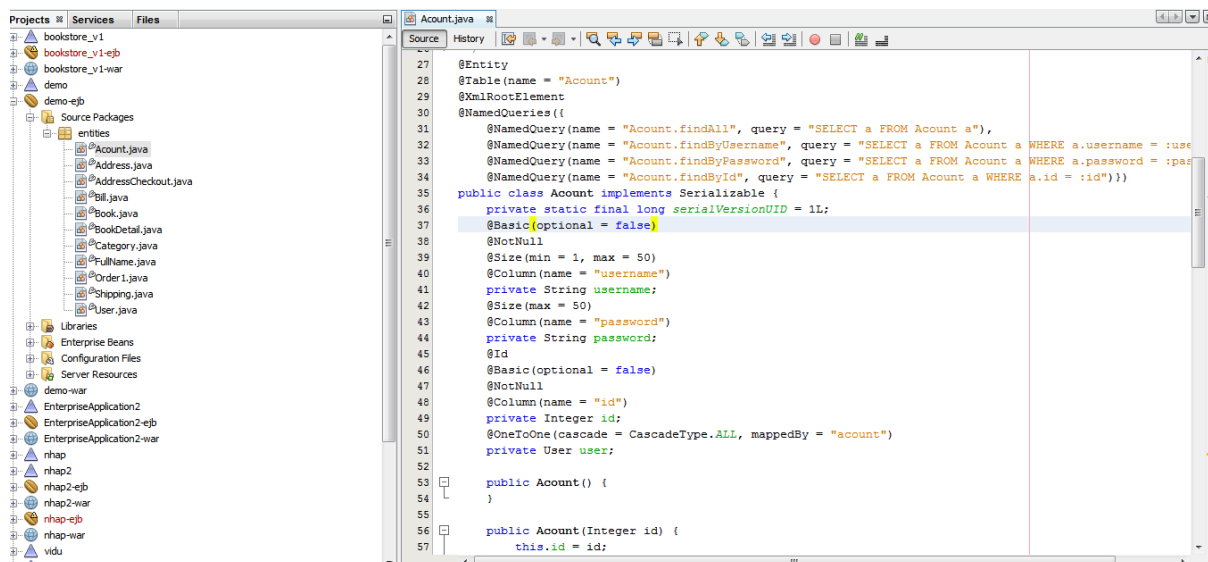 Projects Services Files
bookstore_v1
bookstore_v1-ejb
bookstore_v1-war
demo
demo-ejb
Source Packages
entities
Acount.java
Address.java
AddressCheckout.java
Bill.java
Book.java
BookDetail.java
Category.java
FullName.java
Order1.java
Shipping.java
User.java
Libraries
Enterprise Beans
Configuration Files
Server Resources
demo-war
EnterpriseApplication2
EnterpriseApplication2-ejb
EnterpriseApplication2-war
nhap
nhap2
nhap2-ejb
nhap2-war
nhap-ejb
nhap-war
vidu
Acount.java
Source History
27 @Entity
28 @Table(name = "Acount")
29 @XmlRootElement
30 @NamedQueries({
31 @NamedQuery(name = "Acount.findAll", query = "SELECT a FROM Acount a"),
32 @NamedQuery(name = "Acount.findByUsername", query = "SELECT a FROM Acount a WHERE a.username = :use
33 @NamedQuery(name = "Acount.findByPassword", query = "SELECT a FROM Acount a WHERE a.password = :pas
34 @NamedQuery(name = "Acount.findById", query = "SELECT a FROM Acount a WHERE a.id = :id")})
35 public class Acount implements Serializable {
36 private static final long serialVersionUID = 1L;
37 @Basic(optional = false)
38 @NotNull
39 @Size(min = 1, max = 50)
40 @Column(name = "username")
41 private String username;
42 @Size(max = 50)
43 @Column(name = "password")
44 private String password;
45 @Id
46 @Basic(optional = false)
47 @NotNull
48 @Column(name = "id")
49 private Integer id;
50 @OneToOne(cascade = CascadeType.ALL, mappedBy = "acount")
51 private User user;
52
53 public Acount() {
54 }
55
56 public Acount(Integer id) {
57 this.id = id;